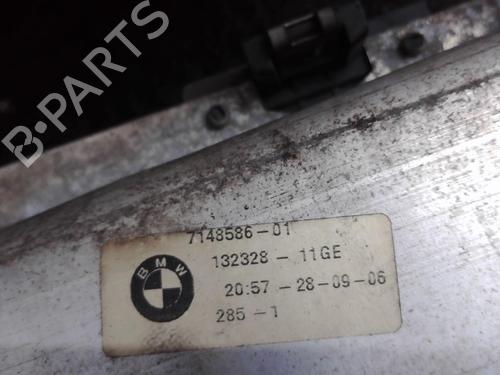 B-PARTS
7148586-01
BMW
132328 - 11GE
20:57 - 28-09-06
285 - 1